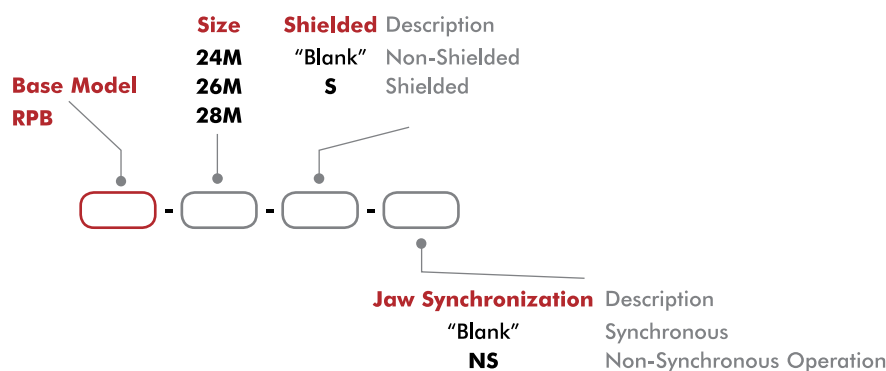 Size Shielded Description
24M “Blank” Non-Shielded
26M S Shielded
28M
Base Model
RPB
- - -
Jaw Synchronization Description
“Blank” Synchronous
NS Non-Synchronous Operation